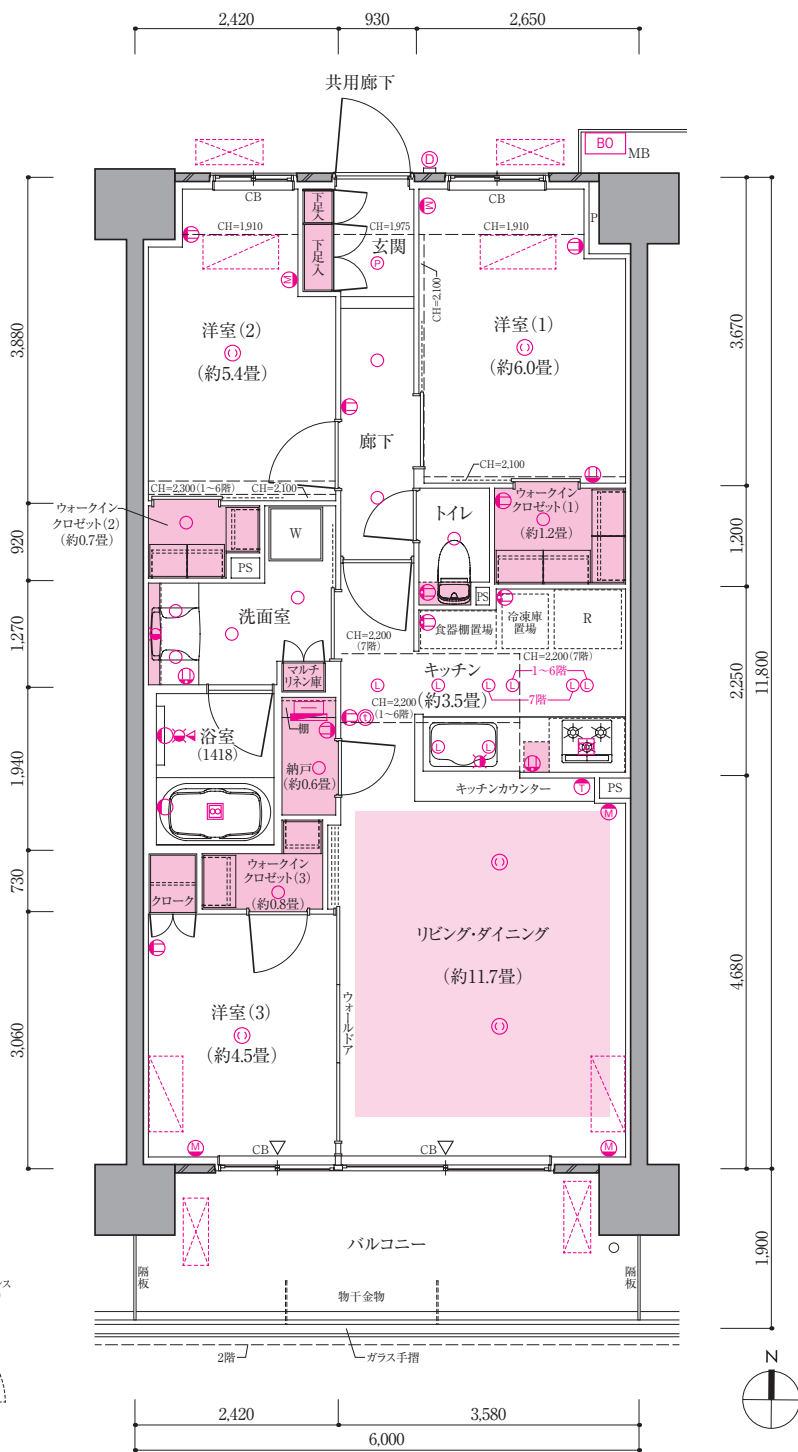 2,420
930
2,650
共用廊下
BO
MB
D
CB
CB
P
下足入
下足入
CH=1,910
CH=1,975
CH=1,910
玄関
P
M
M
CH=2,100
3,880
3,670
洋室(2)
(約5.4畳)
洋室(1)
(約6.0畳)
廊下
CH=2,100
CH=2,300(1〜6階)
CH=2,100
ウォークイン
クロゼット(2)
(約0.7畳)
W
トイレ
ウォークイン
クロゼット(1)
(約1.2畳)
920
1,200
PS
PS
洗面室
食器棚置場
冷凍庫
置場
R
1,270
CH=2,200
(7階)
CH=2,200(7階)
マルチ
リネン庫
キッチン
(約3.5畳)
1〜6階
7階
L
L
L
L
L
L
2,250
11,800
CH=2,200
(1〜6階)
t
棚
浴室
(1418)
L
L
納戸
(約0.6畳)
1,940
キッチンカウンター
T
PS
M
ウォークイン
クロゼット(3)
(約0.8畳)
クローク
730
リビング・ダイニング
(約11.7畳)
4,680
洋室(3)
(約4.5畳)
ウォールドア
3,060
M
M
CB
CB
バルコニー
隔板
隔板
物干金物
1,900
2階
ガラス手摺
N
2,420
3,580
6,000